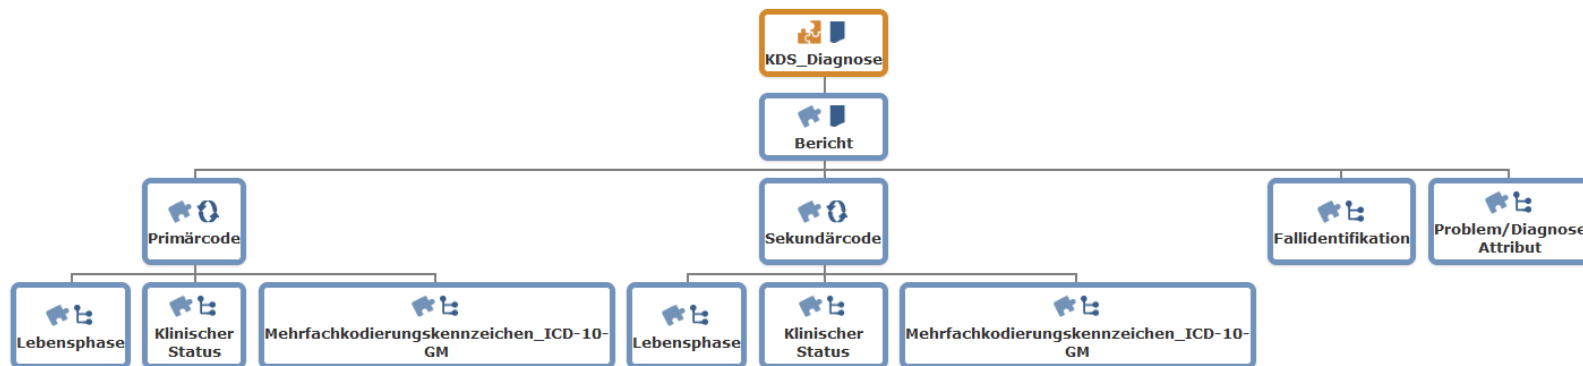 KDS_Diagnose
Bericht
Primärcode
Sekundärcode
Fallidentifikation
Problem/Diagnose
Attribut
Lebensphase
Klinischer
Status
Mehrfachkodierungskennzeichen_ICD-10-
GM
Lebensphase
Klinischer
Status
Mehrfachkodierungskennzeichen_ICD-10-
GM